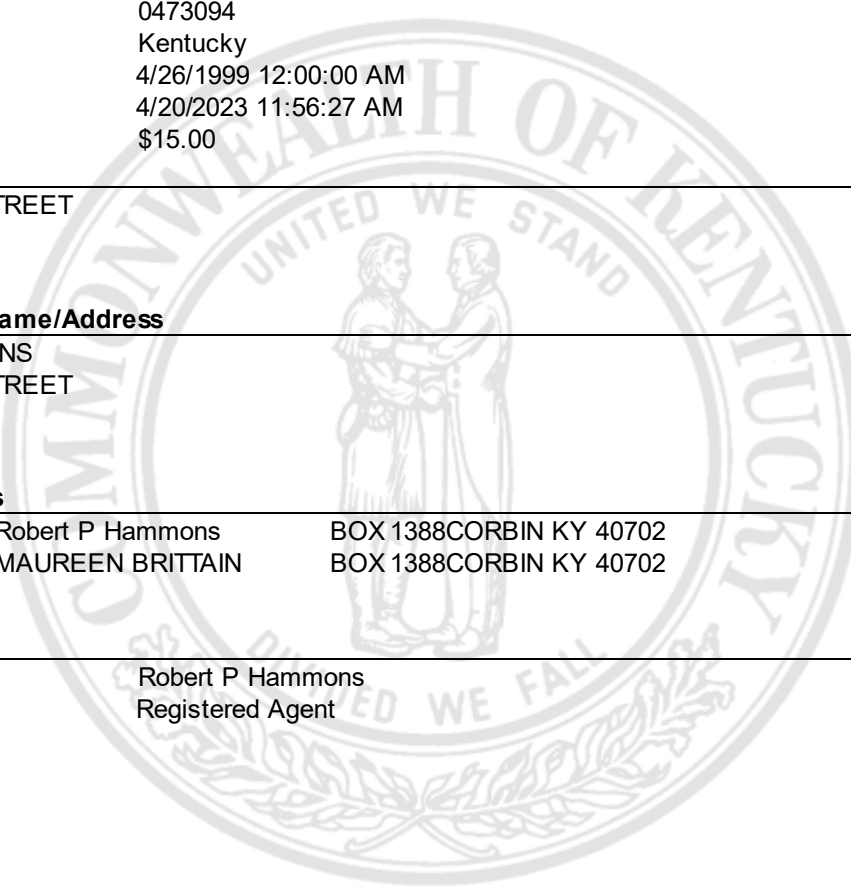 0473094
Kentucky
4/26/1999 12:00:00 AM
4/20/2023 11:56:27 AM
$15.00
TREET
ame/Address
NS
TREET
s
Robert P Hammons BOX 1388CORBIN KY 40702
MAUREEN BRITTAIN BOX 1388CORBIN KY 40702
Robert P Hammons
Registered Agent
COMMONWEALTH OF KENTUCKY
UNITED WE STAND
DIVIDED WE FALL